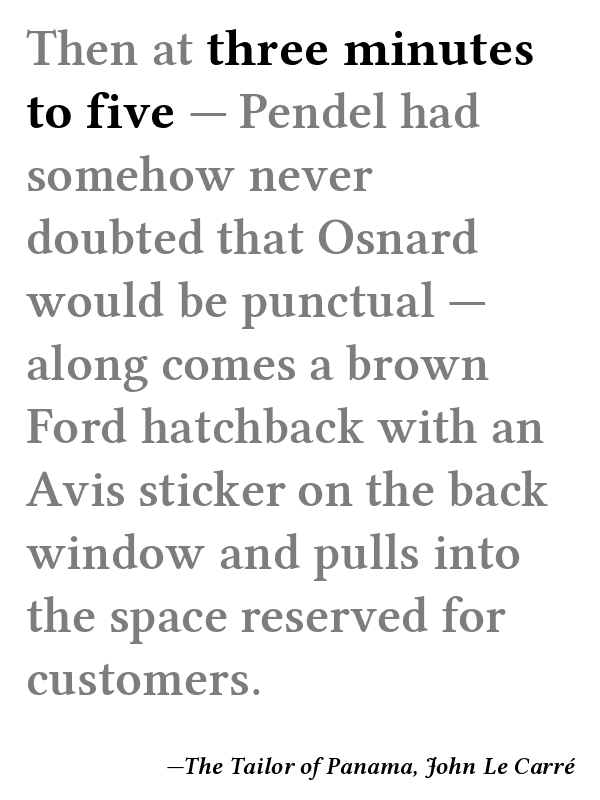 Then at three minutes
to five — Pendel had
somehow never
doubted that Osnard
would be punctual —
along comes a brown
Ford hatchback with an
Avis sticker on the back
window and pulls into
the space reserved for
customers.
—The Tailor of Panama, John Le Carré